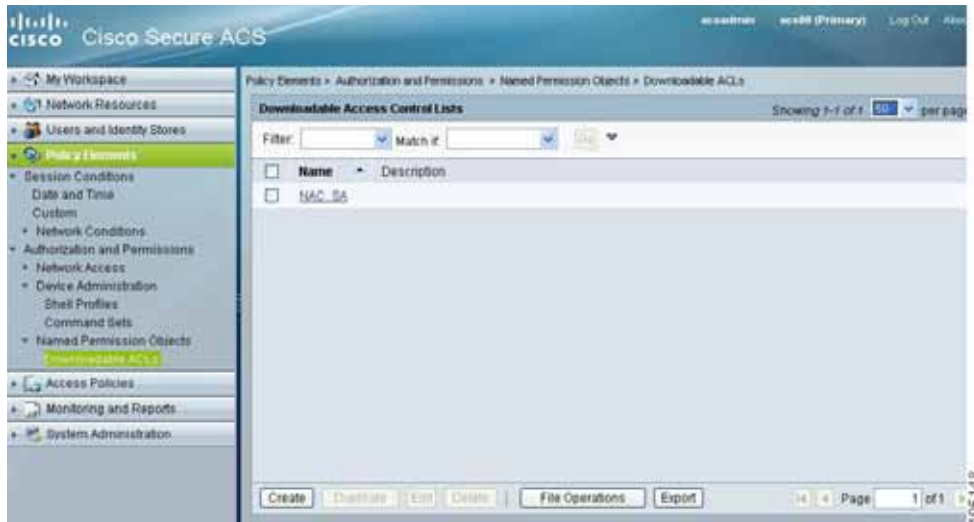 CISCO Cisco Secure ACS
acsadmin acs09 (Primary) Log Out
My Workspace
Network Resources
Users and Identity Stores
Policy Elements
Session Conditions
Date and Time
Custom
Network Conditions
Authorization and Permissions
Network Access
Device Administration
Shell Profiles
Command Sets
Named Permission Objects
Downloadable ACLs
Access Policies
Monitoring and Reports
System Administration
Policy Elements > Authorization and Permissions > Named Permission Objects > Downloadable ACLs
Downloadable Access Control Lists
Showing 1-1 of 1 50 per page
Filter: Match if: Go
Name Description
NAC_SA
Create Duplicate Edit Delete File Operations Export Page 1 of 1